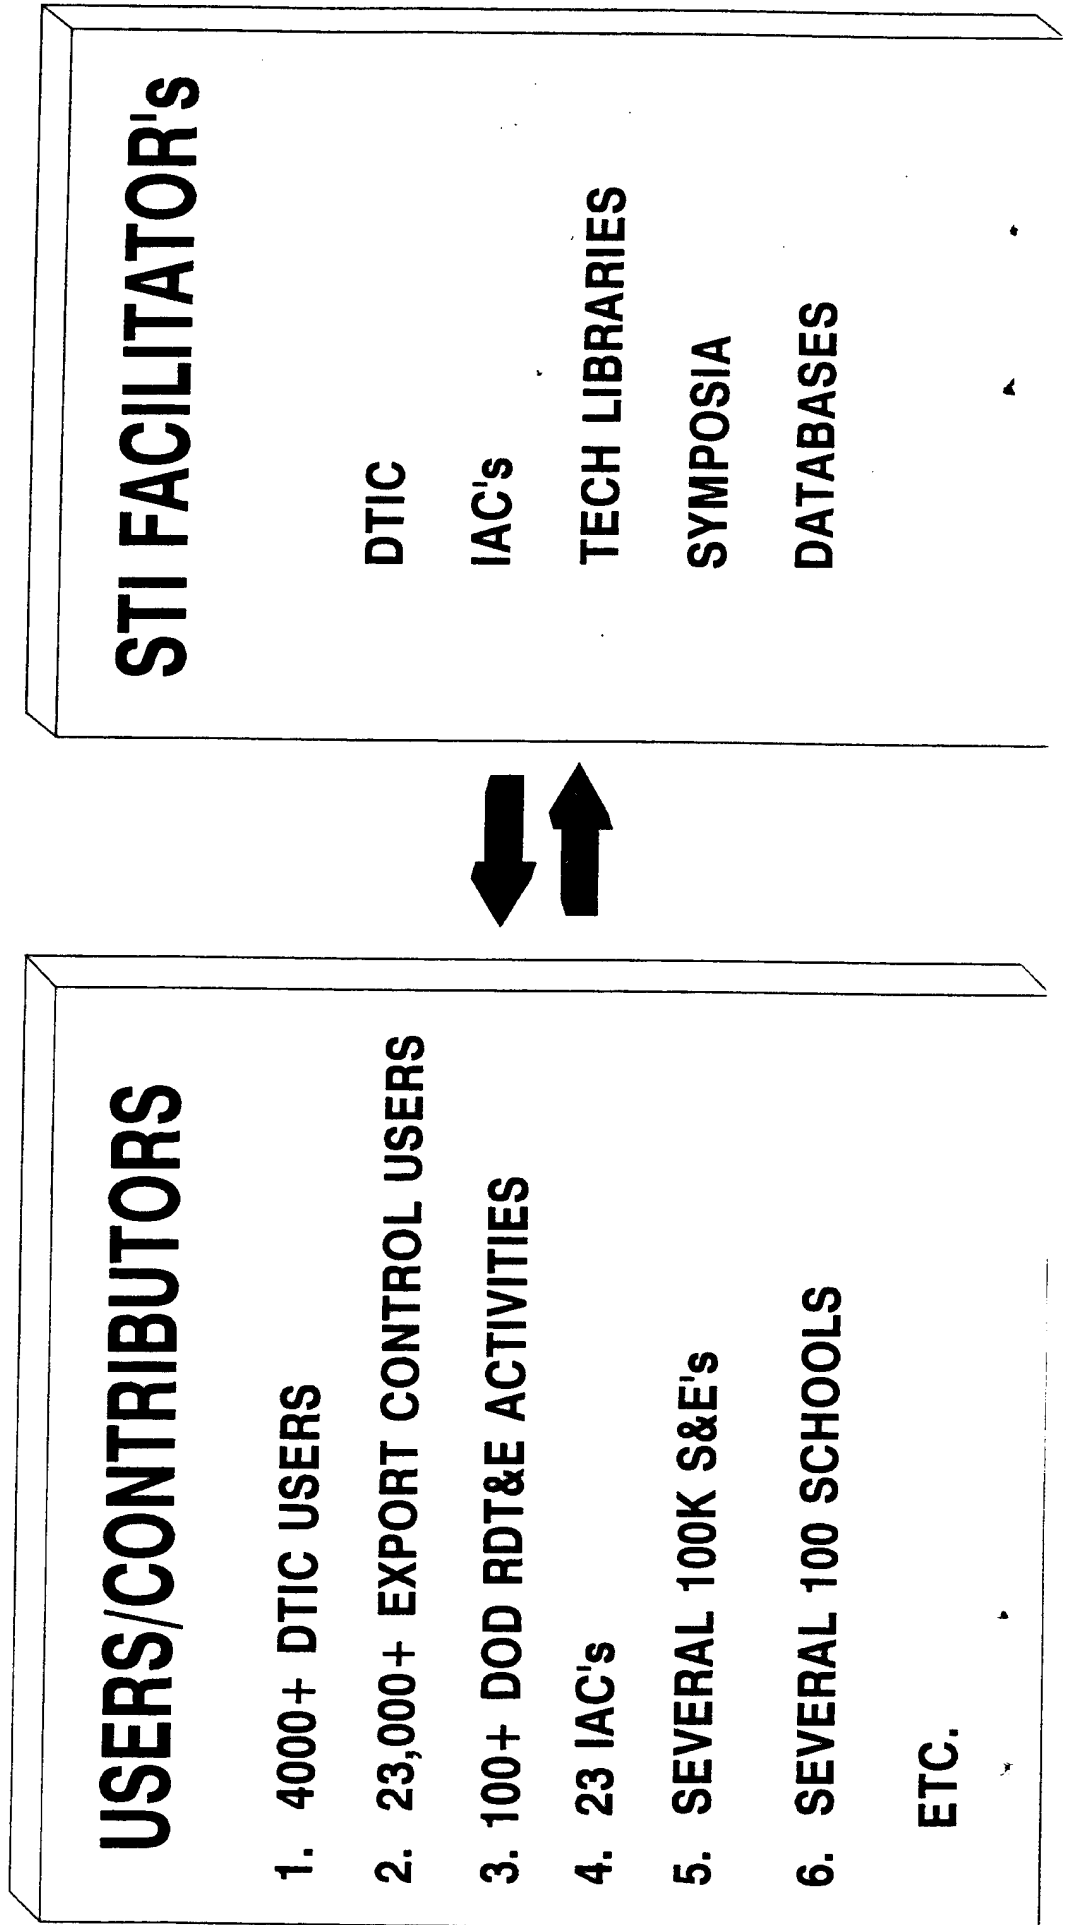 USERS/CONTRIBUTORS
1. 4000+ DTIC USERS
2. 23,000+ EXPORT CONTROL USERS
3. 100+ DOD RDT&E ACTIVITIES
4. 23 IAC's
5. SEVERAL 100K S&E's
6. SEVERAL 100 SCHOOLS
ETC.
STI FACILITATOR's
DTIC
IAC's
TECH LIBRARIES
SYMPOSIA
DATABASES